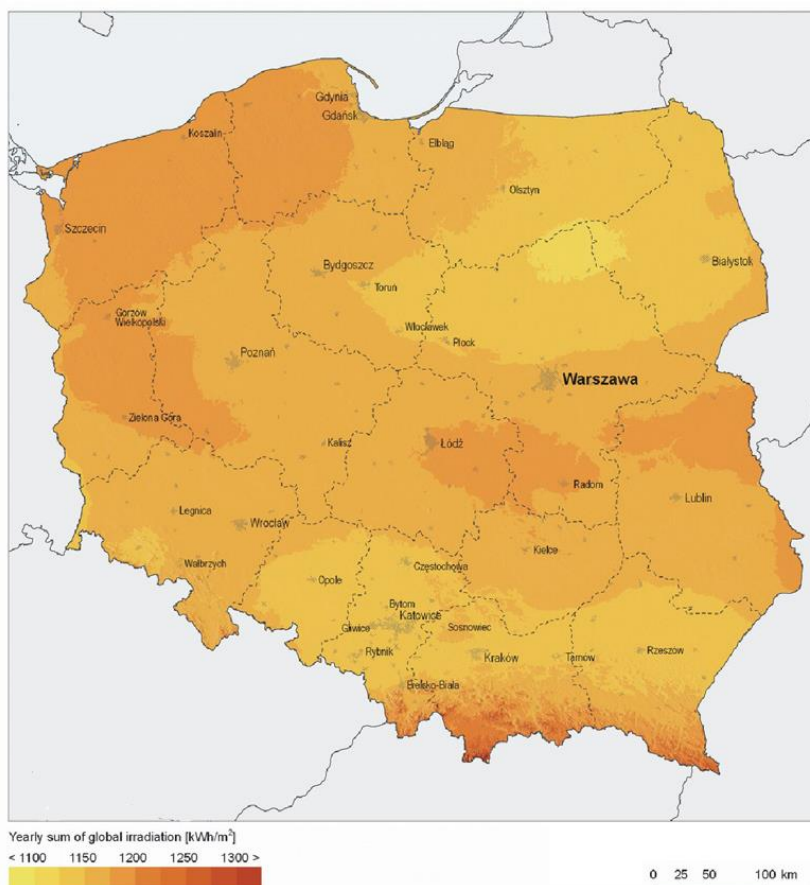 Gdynia
Gdańsk
Koszalin
Elbląg
Olsztyn
Szczecin
Białystok
Bydgoszcz
Toruń
Gorzów
Wielkopolski
Włocławek
Płock
Poznań
Warszawa
Zielona Góra
Kalisz
Łódź
Radom
Legnica
Lublin
Wrocław
Kielce
Wałbrzych
Częstochowa
Opole
Bytom
Katowice
Gliwice
Sosnowiec
Rybnik
Kraków
Tarnów
Rzeszow
Bielsko-Biala
Yearly sum of global irradiation [kWh/m²]
< 1100 1150 1200 1250 1300 >
0 25 50 100 km